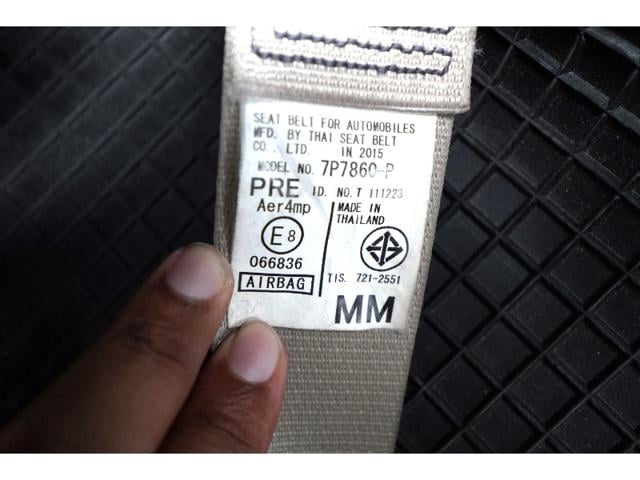 SEAT BELT FOR AUTOMOBILES
MFD. BY THAI SEAT BELT
CO., LTD. IN 2015
MODEL NO. 7P7860-P
PRE ID. NO.T 111223
Aer4mp
E8
066836
AIRBAG
MADE IN
THAILAND
TIS. 721-2551
MM